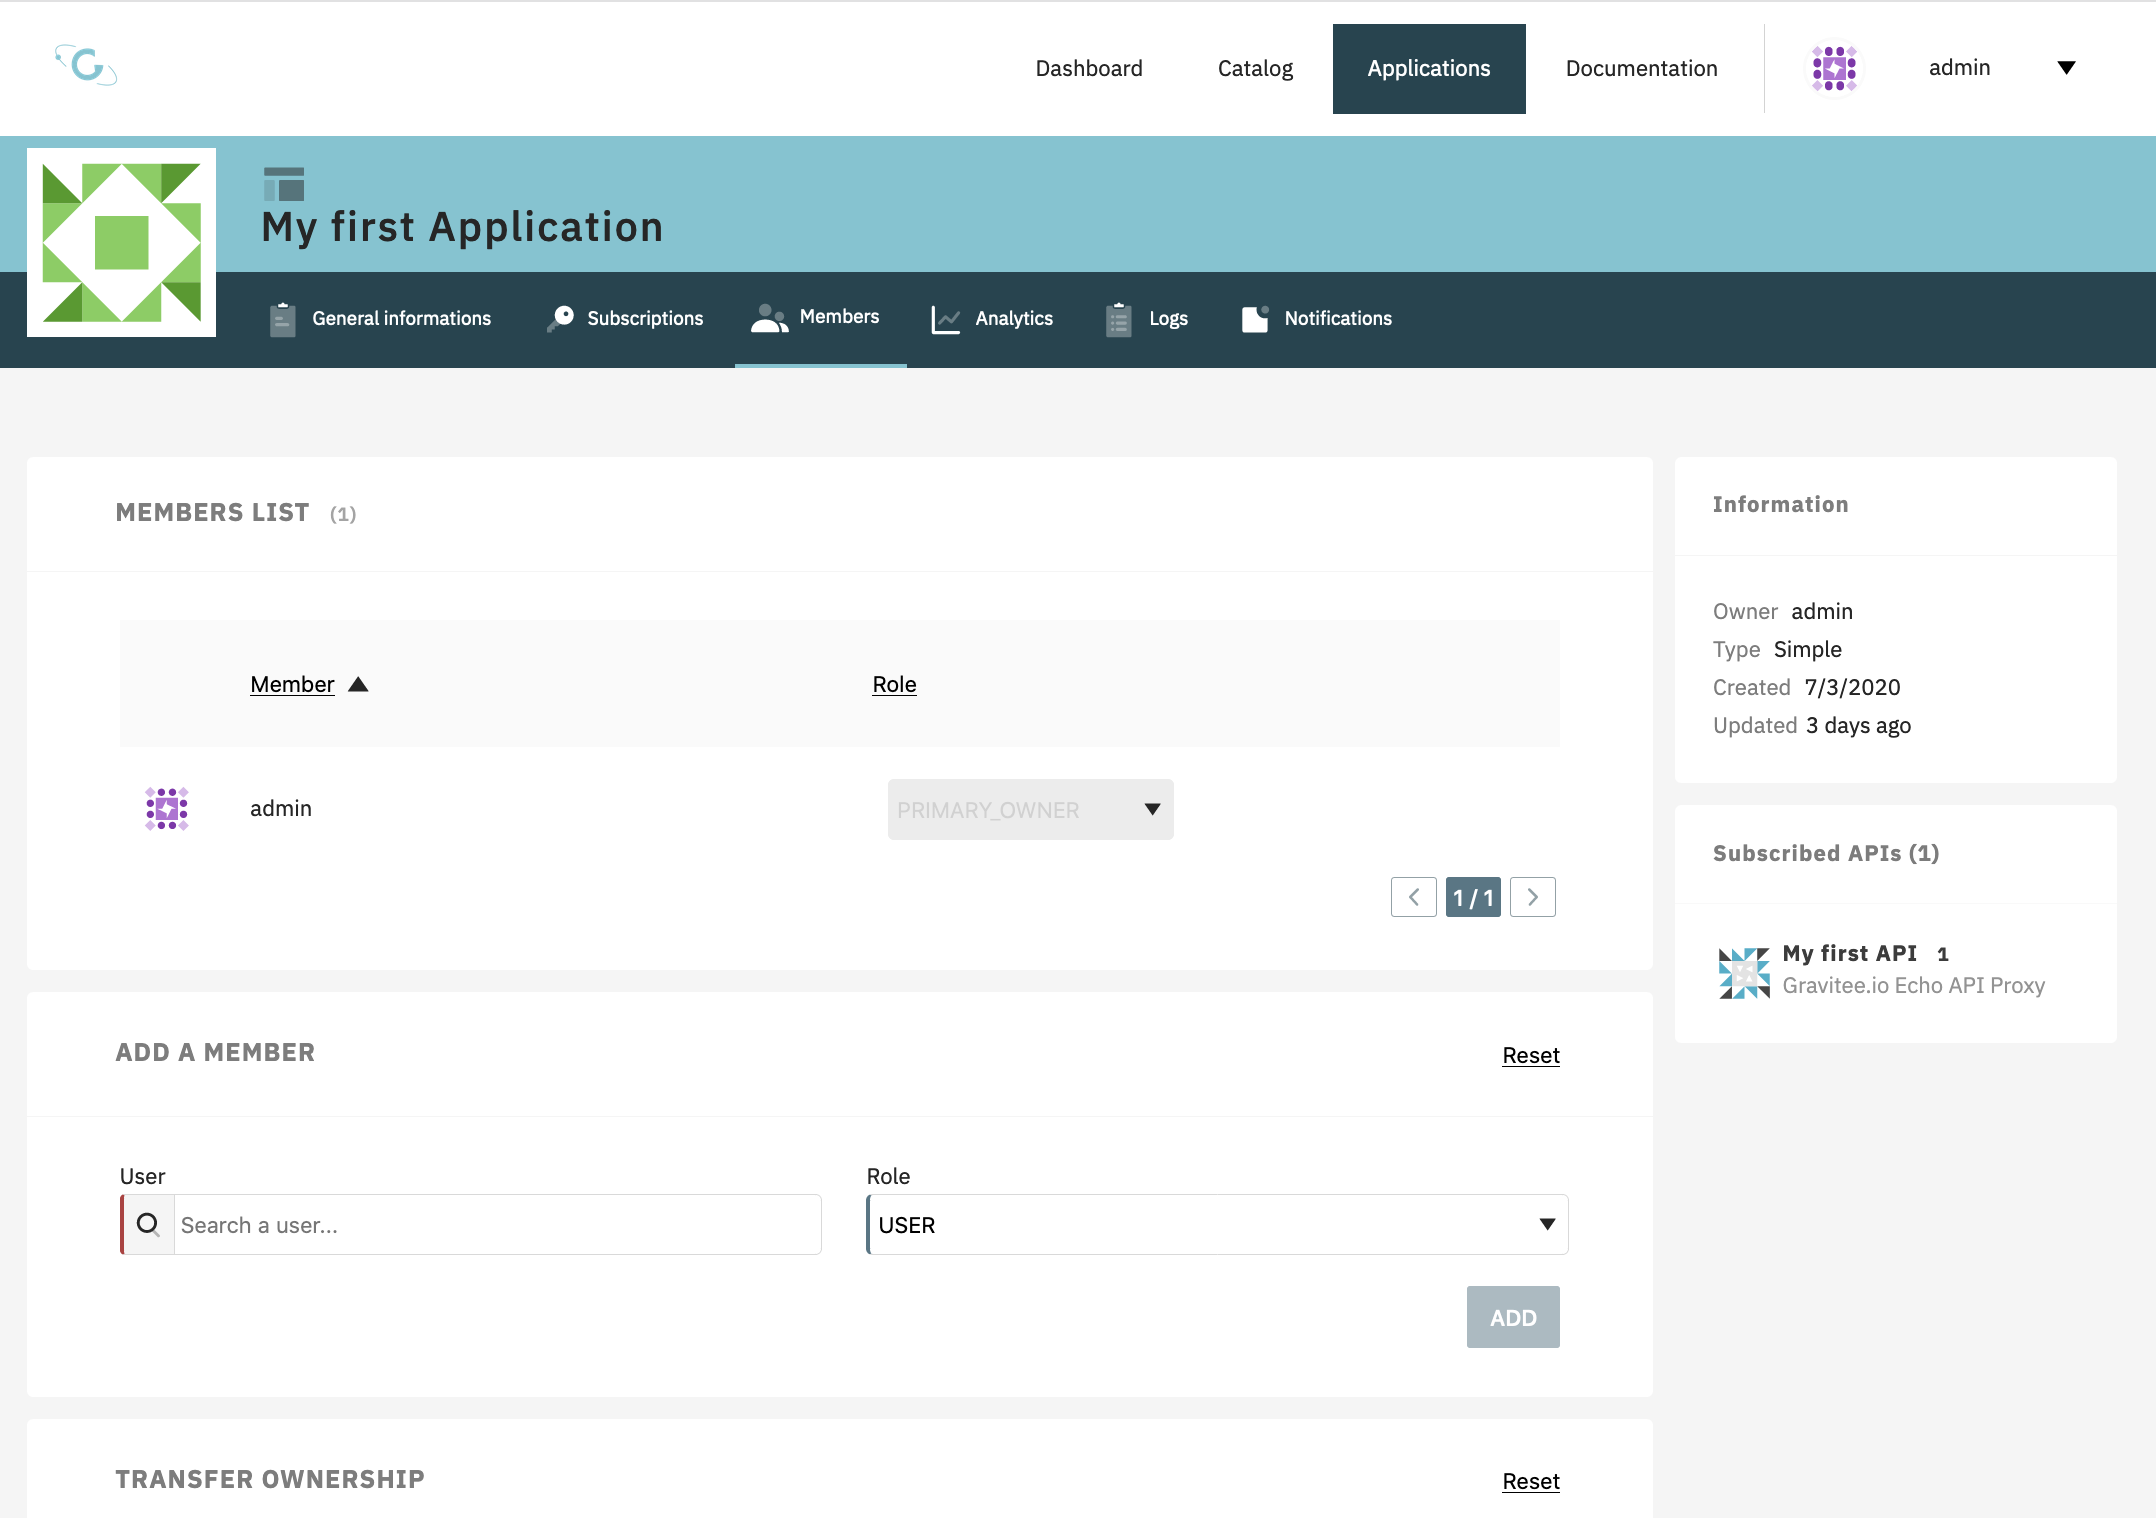 Dashboard Catalog Applications Documentation admin
My first Application
General informations Subscriptions Members Analytics Logs Notifications
MEMBERS LIST (1)
Member Role
admin PRIMARY_OWNER
1 / 1
ADD A MEMBER Reset
User Role
Search a user... USER
ADD
TRANSFER OWNERSHIP Reset
Information
Owner admin
Type Simple
Created 7/3/2020
Updated 3 days ago
Subscribed APIs (1)
My first API 1
Gravitee.io Echo API Proxy